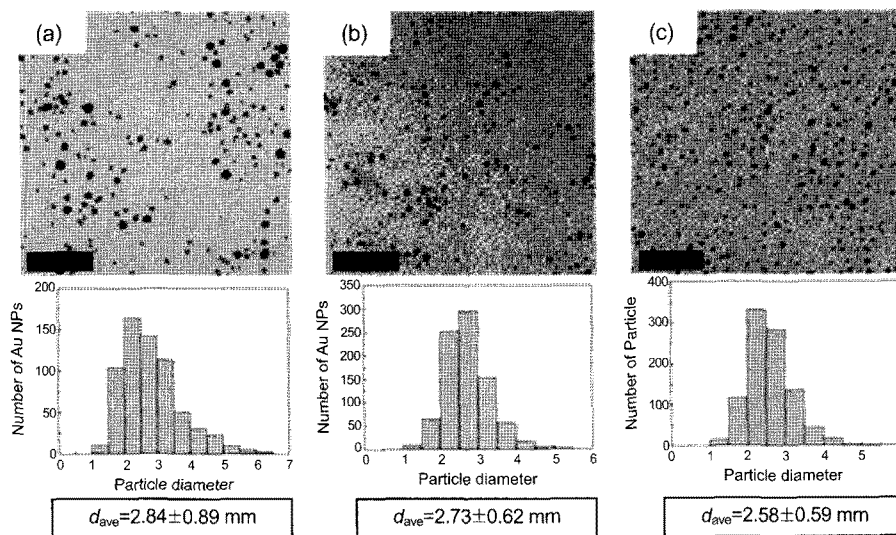 (a)
(b)
(c)
Number of Au NPs
200
150
100
50
0
0 1 2 3 4 5 6 7
Particle diameter
d_ave=2.84±0.89 mm
Number of Au NPs
350
300
250
200
150
100
50
0
0 1 2 3 4 5 6
Particle diameter
d_ave=2.73±0.62 mm
Number of Particle
400
300
200
100
0
0 1 2 3 4 5
Particle diameter
d_ave=2.58±0.59 mm